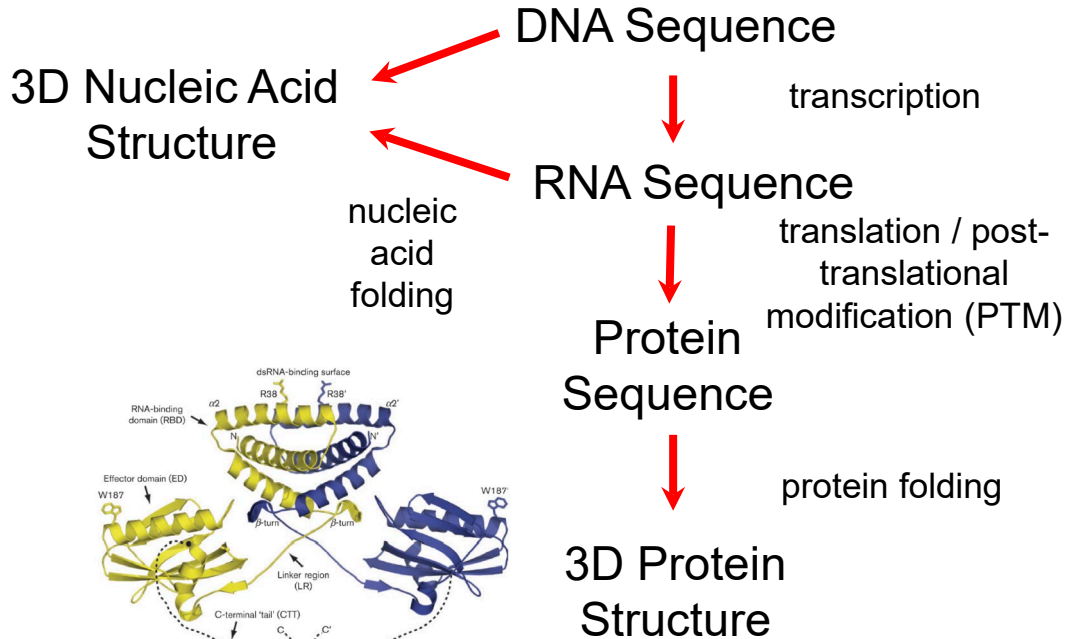 DNA Sequence
3D Nucleic Acid
Structure
transcription
RNA Sequence
nucleic
acid
folding
translation / post-
translational
modification (PTM)
Protein
Sequence
protein folding
3D Protein
Structure
dsRNA-binding surface
R38
R38'
α2
α2'
RNA-binding
domain (RBD)
N
N'
Effector domain (ED)
W187
W187'
β-turn
β-turn
Linker region
(LR)
C-terminal 'tail' (CTT)
C
C'